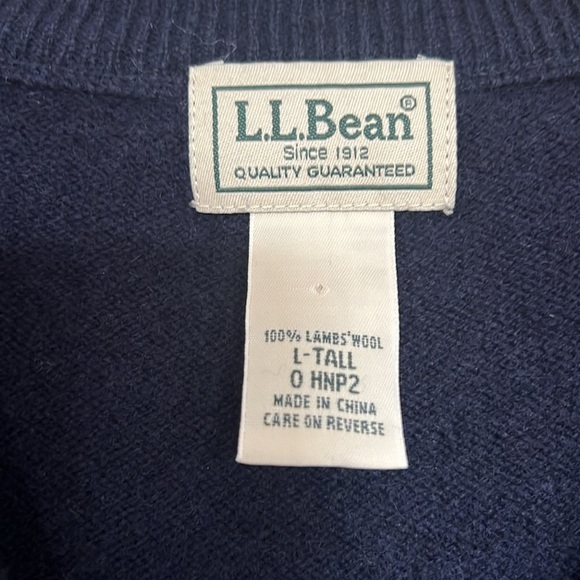 L.L.Bean®
Since 1912
QUALITY GUARANTEED
100% LAMBS' WOOL
L-TALL
0 HNP2
MADE IN CHINA
CARE ON REVERSE